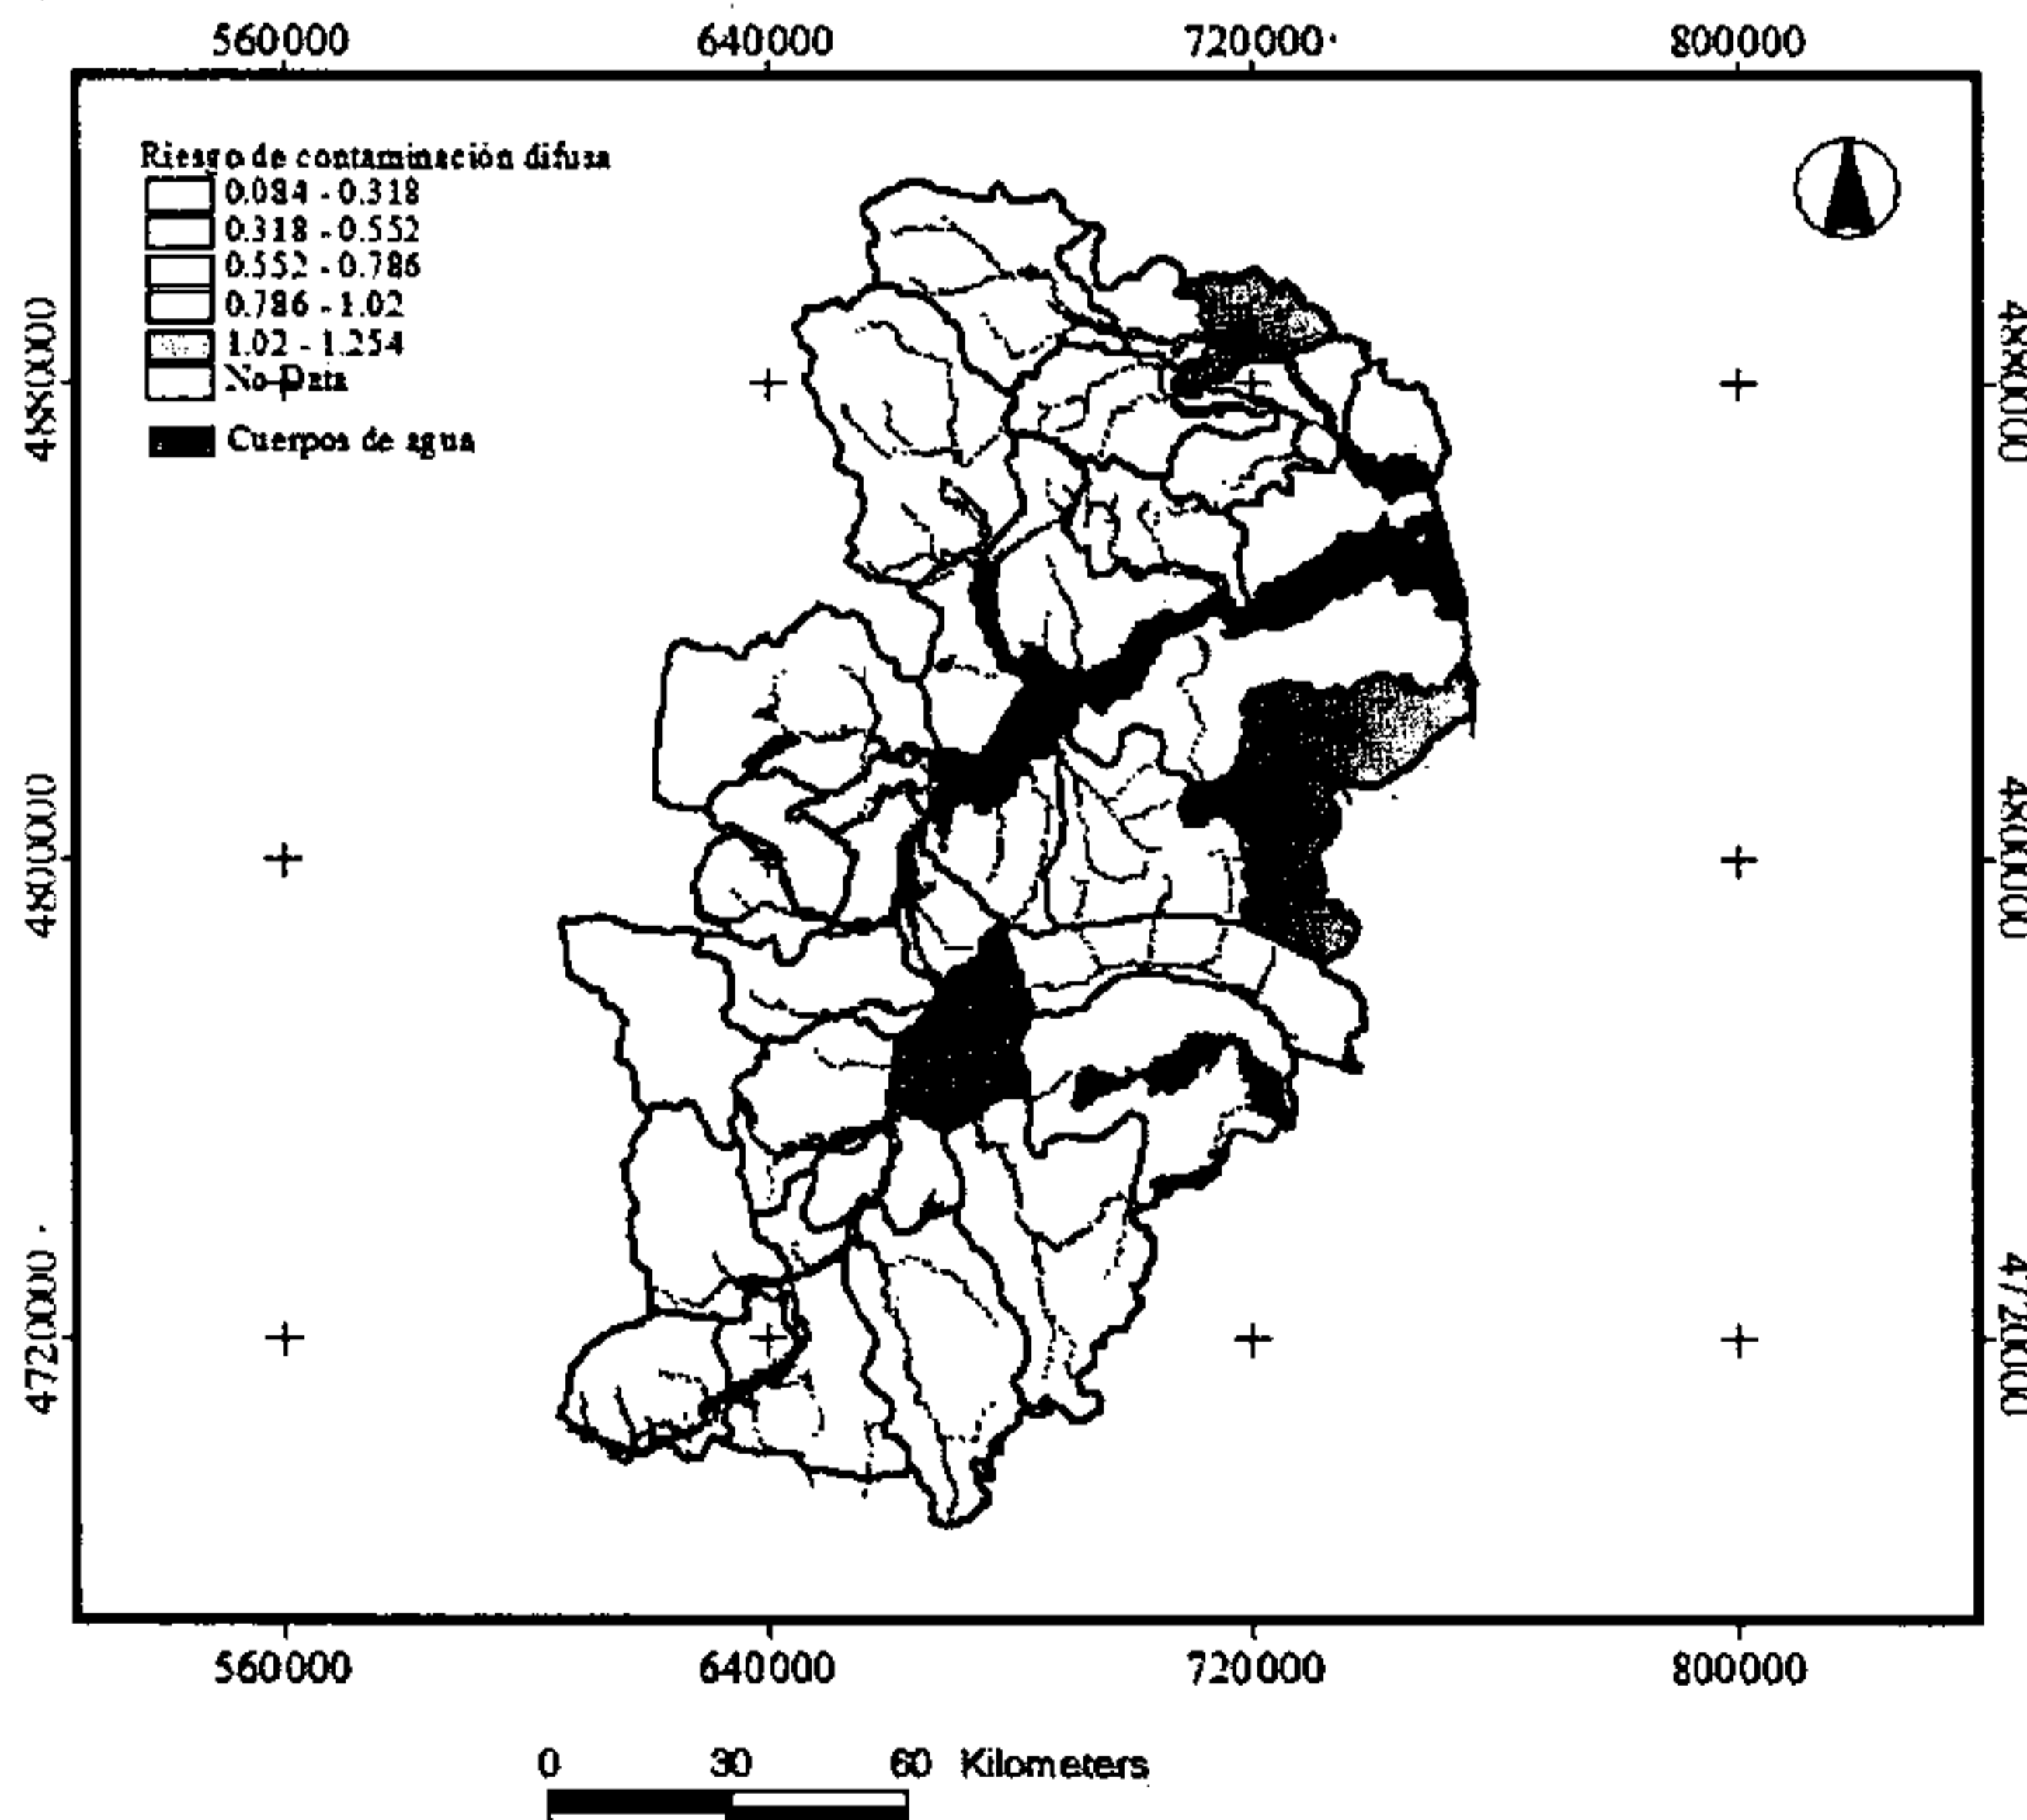 560000 640000 720000 800000
Riesgo de contaminación difusa
0.084 - 0.318
0.318 - 0.552
0.552 - 0.786
0.786 - 1.02
1.02 - 1.254
No Data
Cuerpos de agua
4880000 4880000
4800000 4800000
4720000 4720000
560000 640000 720000 800000
0 30 60 Kilometers